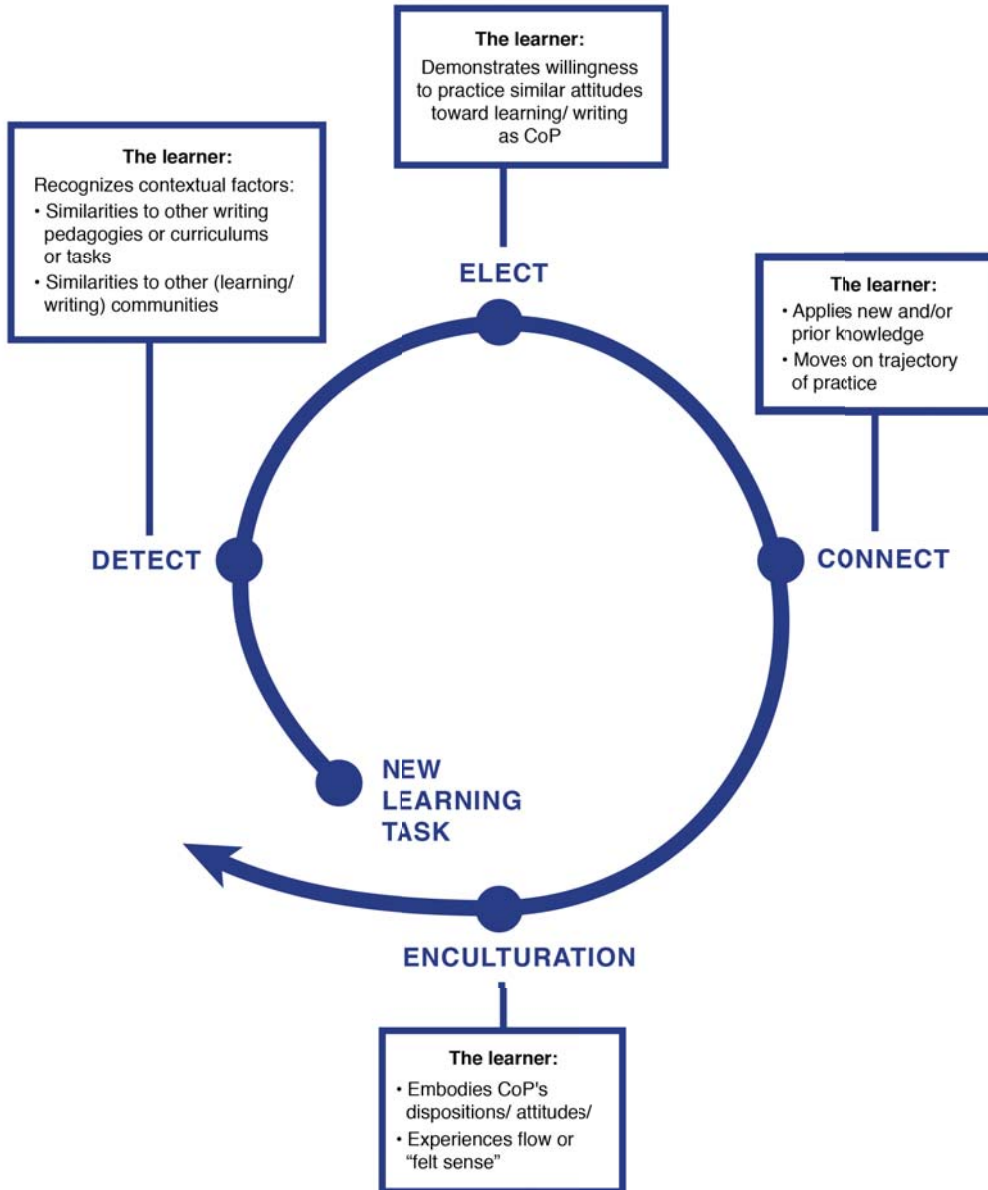 The learner:
Demonstrates willingness
to practice similar attitudes
toward learning/ writing
as CoP
The learner:
Recognizes contextual factors:
• Similarities to other writing
pedagogies or curriculums
or tasks
• Similarities to other (learning/
writing) communities
ELECT
The learner:
• Applies new and/or
prior knowledge
• Moves on trajectory
of practice
DETECT
CONNECT
NEW
LEARNING
TASK
ENCULTURATION
The learner:
• Embodies CoP's
dispositions/ attitudes/
• Experiences flow or
“felt sense”